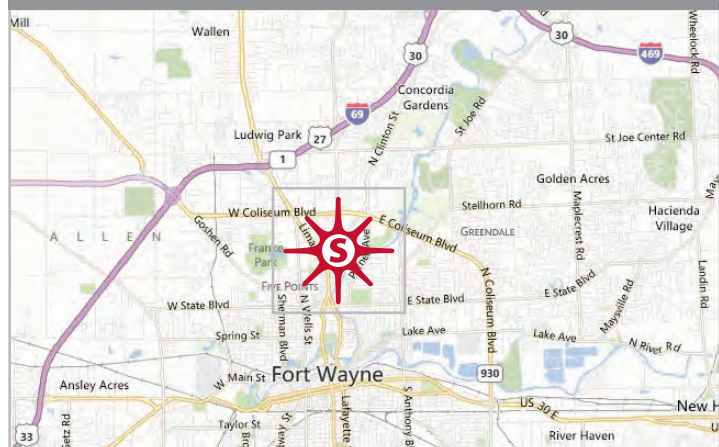 Mill
Wallen
30
30
Wheelock Rd
469
Concordia
Gardens
69
St Joe Rd
Ludwig Park
27
N Clinton St
St Joe Center Rd
1
Golden Acres
W Coliseum Blvd
E Coliseum Blvd
Stellhorn Rd
Maplecrest Rd
Hacienda
Village
ALLEN
Goshen Rd
Lima
S
GREENDALE
Franke
Park
FIVE POINTS
Landin Rd
W State Blvd
Sherman Blvd
N Wells St
E State Blvd
E State Blvd
N Coliseum Blvd
Maysville Rd
Spring St
Lake Ave
Lake Ave
N River Rd
W Main St
Fort Wayne
930
Ansley Acres
S Anthony B
US 30 E
New H
33
Taylor St
Lafayette
River Haven